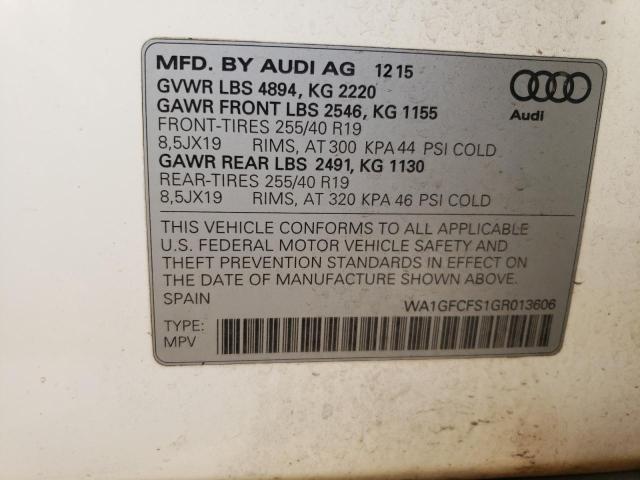 MFD. BY AUDI AG 12 15
GVWR LBS 4894, KG 2220
GAWR FRONT LBS 2546, KG 1155
FRONT-TIRES 255/40 R19
8,5JX19 RIMS, AT 300 KPA 44 PSI COLD
GAWR REAR LBS 2491, KG 1130
REAR-TIRES 255/40 R19
8,5JX19 RIMS, AT 320 KPA 46 PSI COLD
Audi
THIS VEHICLE CONFORMS TO ALL APPLICABLE
U.S. FEDERAL MOTOR VEHICLE SAFETY AND
THEFT PREVENTION STANDARDS IN EFFECT ON
THE DATE OF MANUFACTURE SHOWN ABOVE.
SPAIN
WA1GFCFS1GR013606
TYPE:
MPV